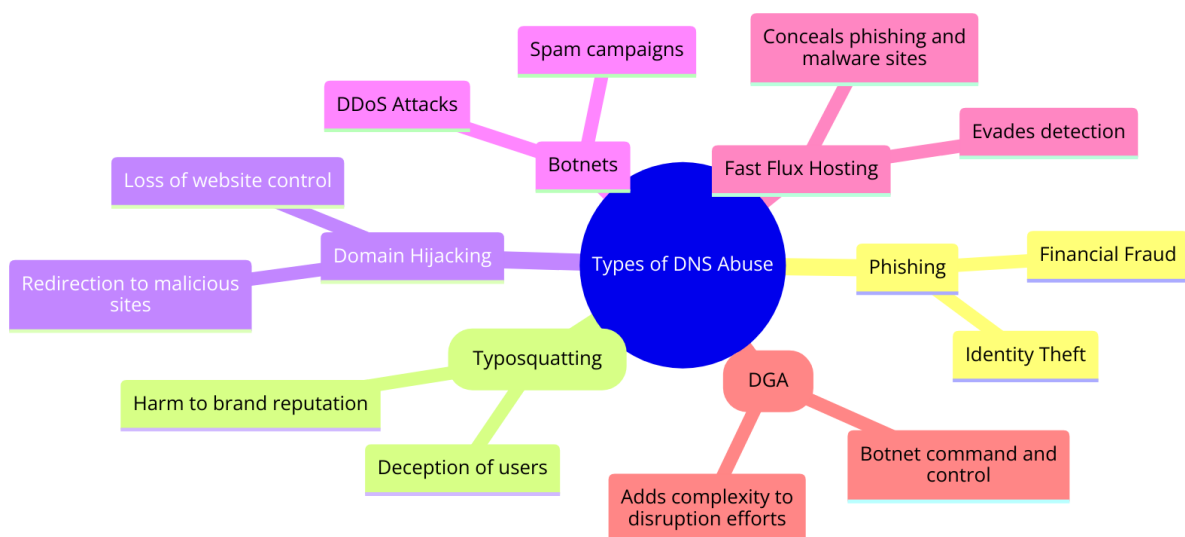 Conceals phishing and
malware sites
Spam campaigns
DDoS Attacks
Evades detection
Botnets
Fast Flux Hosting
Loss of website control
Domain Hijacking
Types of DNS Abuse
Phishing
Financial Fraud
Redirection to malicious
sites
Typosquatting
Identity Theft
DGA
Harm to brand reputation
Deception of users
Botnet command and
control
Adds complexity to
disruption efforts